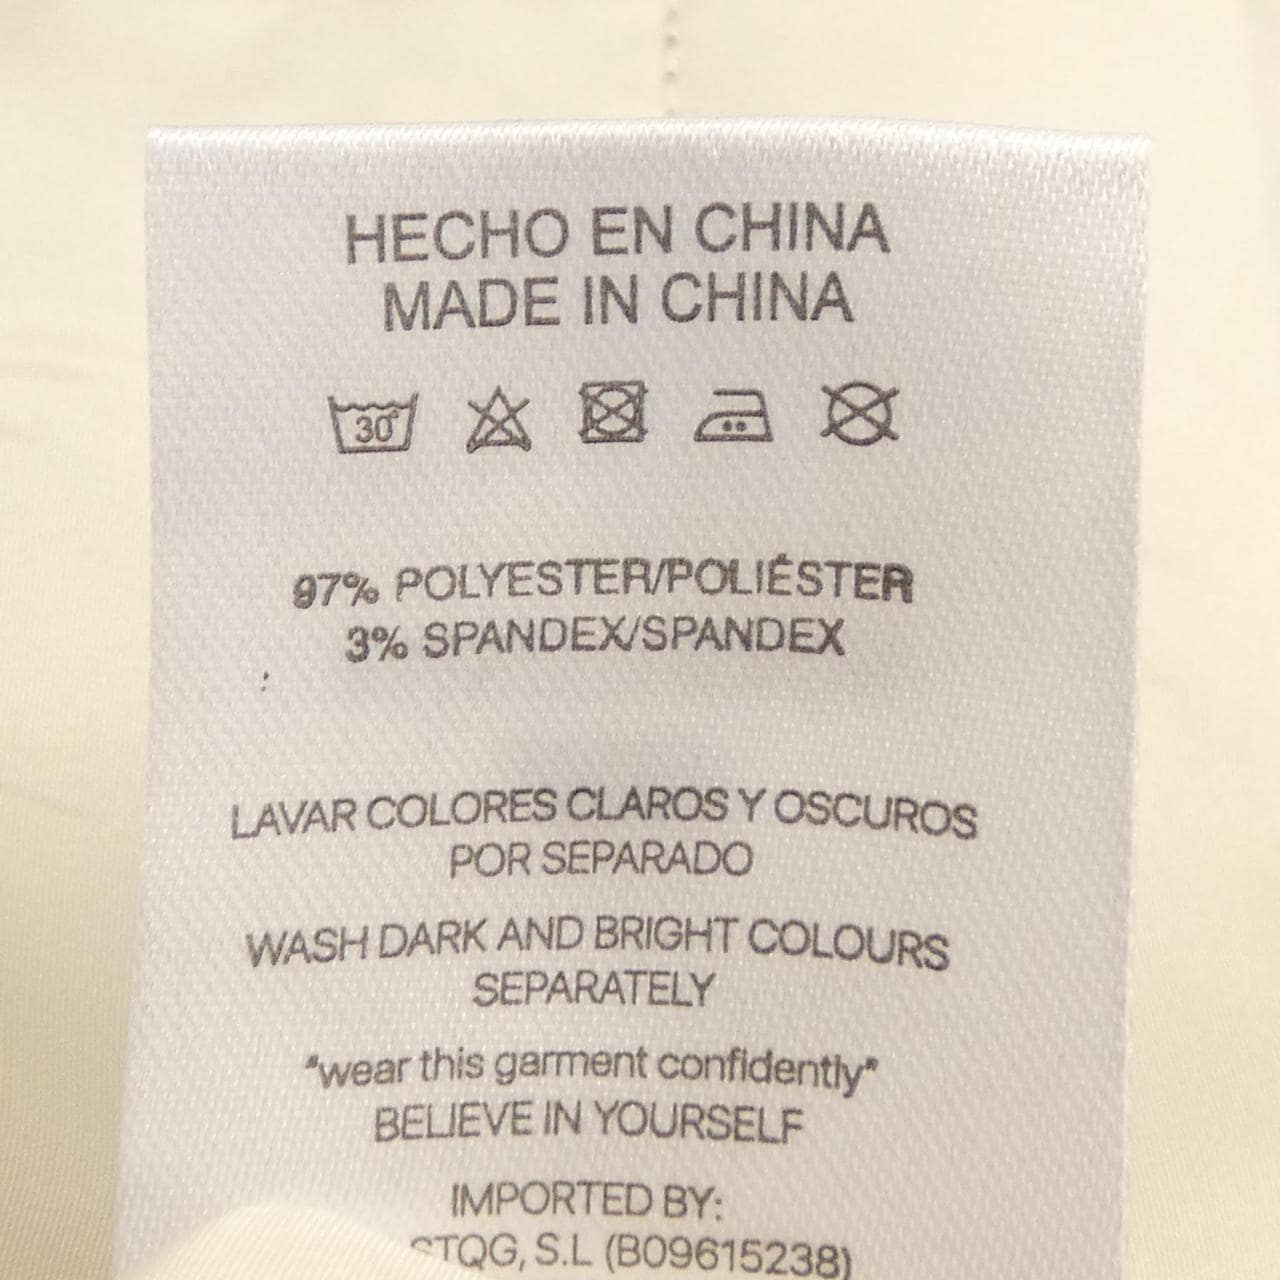 HECHO EN CHINA
MADE IN CHINA
30°
97% POLYESTER/POLIÉSTER
3% SPANDEX/SPANDEX
LAVAR COLORES CLAROS Y OSCUROS
POR SEPARADO
WASH DARK AND BRIGHT COLOURS
SEPARATELY
"wear this garment confidently"
BELIEVE IN YOURSELF
IMPORTED BY:
STQG, S.L (B09615238)